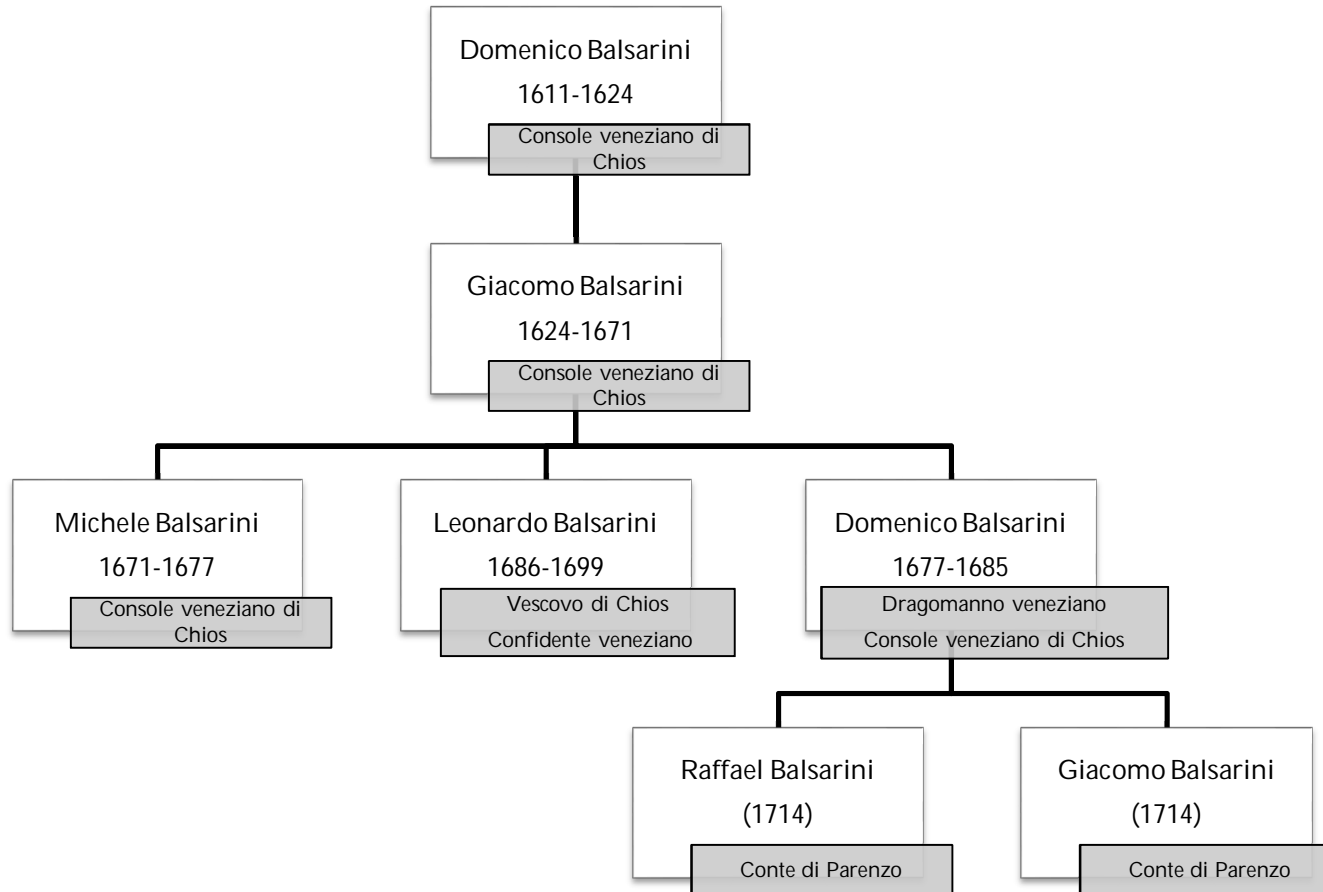 Domenico Balsarini
1611-1624
Console veneziano di
Chios
Giacomo Balsarini
1624-1671
Console veneziano di
Chios
Michele Balsarini
1671-1677
Console veneziano di
Chios
Leonardo Balsarini
1686-1699
Vescovo di Chios
Confidente veneziano
Domenico Balsarini
1677-1685
Dragomanno veneziano
Console veneziano di Chios
Raffael Balsarini
(1714)
Conte di Parenzo
Giacomo Balsarini
(1714)
Conte di Parenzo